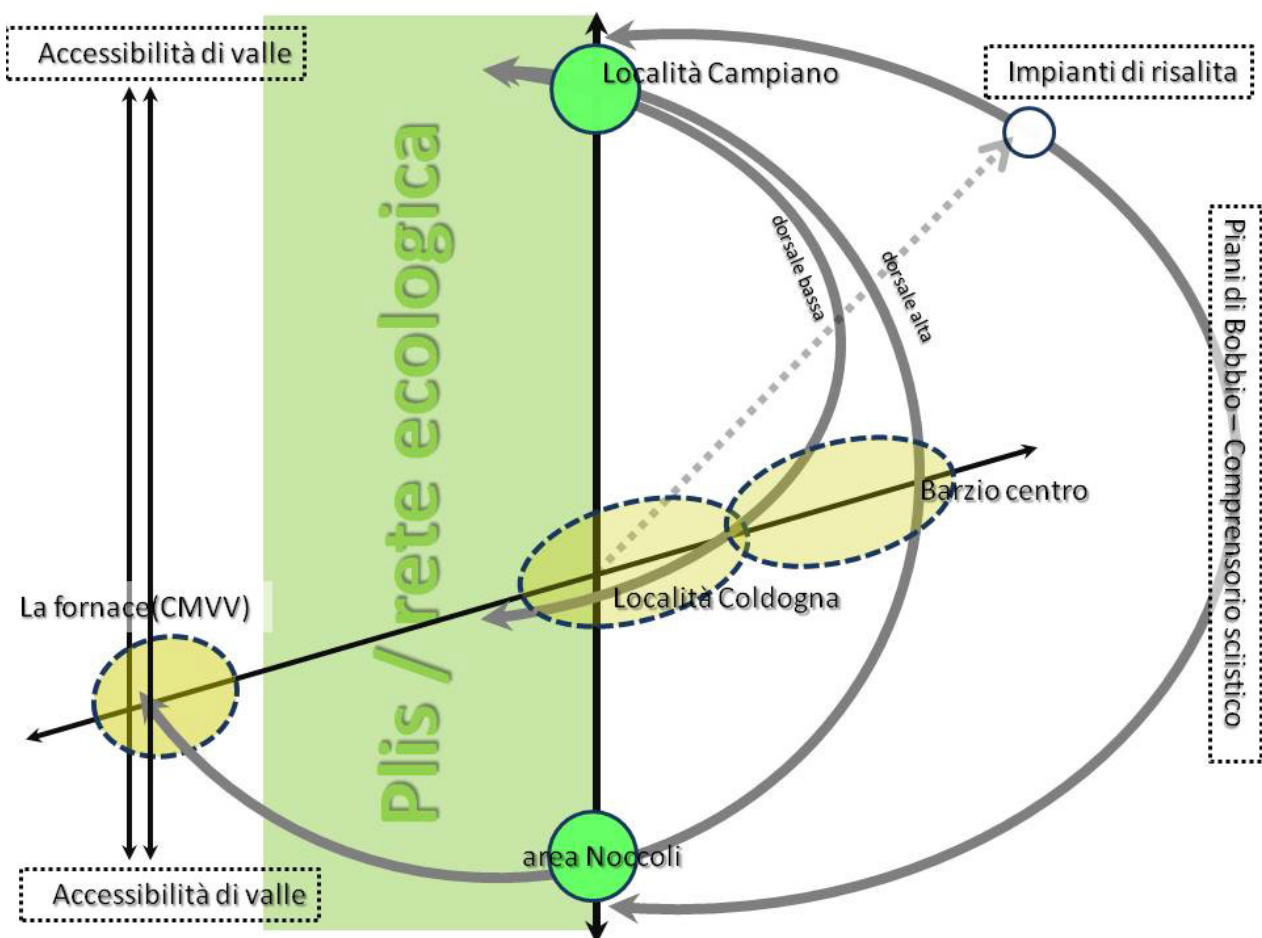 Accessibilità di valle
Località Campiano
Impianti di risalita
Plis / rete ecologica
dorsale bassa
dorsale alta
Piani di Bobbio – Comprensorio sciistico
Barzio centro
La fornace(CMVV)
Località Coldogna
area Noccoli
Accessibilità di valle